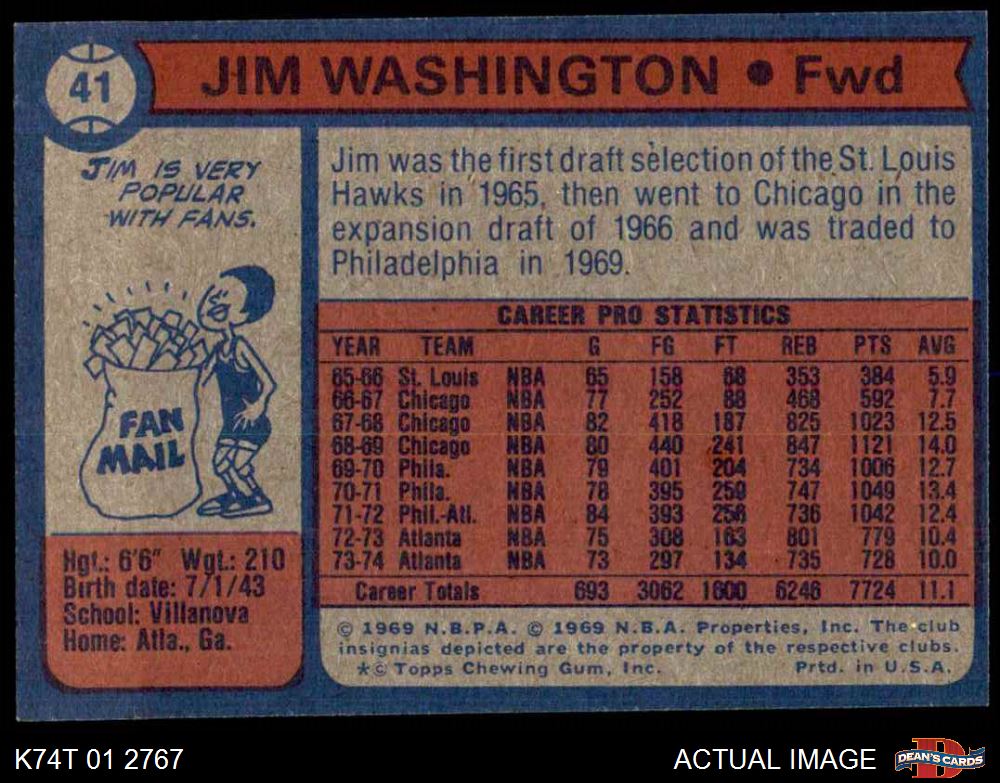 41
JIM WASHINGTON • Fwd
JIM IS VERY
POPULAR
WITH FANS.
FAN
MAIL
Hgt.: 6'6" Wgt.: 210
Birth date: 7/1/43
School: Villanova
Home: Atla., Ga.
Jim was the first draft selection of the St. Louis
Hawks in 1965, then went to Chicago in the
expansion draft of 1966 and was traded to
Philadelphia in 1969.
CAREER PRO STATISTICS
YEAR TEAM G FG FT REB PTS AVG
65-66 St. Louis NBA 65 158 68 353 384 5.9
66-67 Chicago NBA 77 252 88 468 592 7.7
67-68 Chicago NBA 82 418 187 825 1023 12.5
68-69 Chicago NBA 80 440 241 847 1121 14.0
69-70 Phila. NBA 79 401 204 734 1006 12.7
70-71 Phila. NBA 78 395 259 747 1049 13.4
71-72 Phil.-Atl. NBA 84 393 256 736 1042 12.4
72-73 Atlanta NBA 75 308 163 801 779 10.4
73-74 Atlanta NBA 73 297 134 735 728 10.0
Career Totals 693 3062 1600 6246 7724 11.1
© 1969 N.B.P.A. © 1969 N.B.A. Properties, Inc. The club
insignias depicted are the property of the respective clubs.
*© Topps Chewing Gum, Inc. Prtd. in U.S.A.
K74T 01 2767
ACTUAL IMAGE
D
DEAN'S CARDS